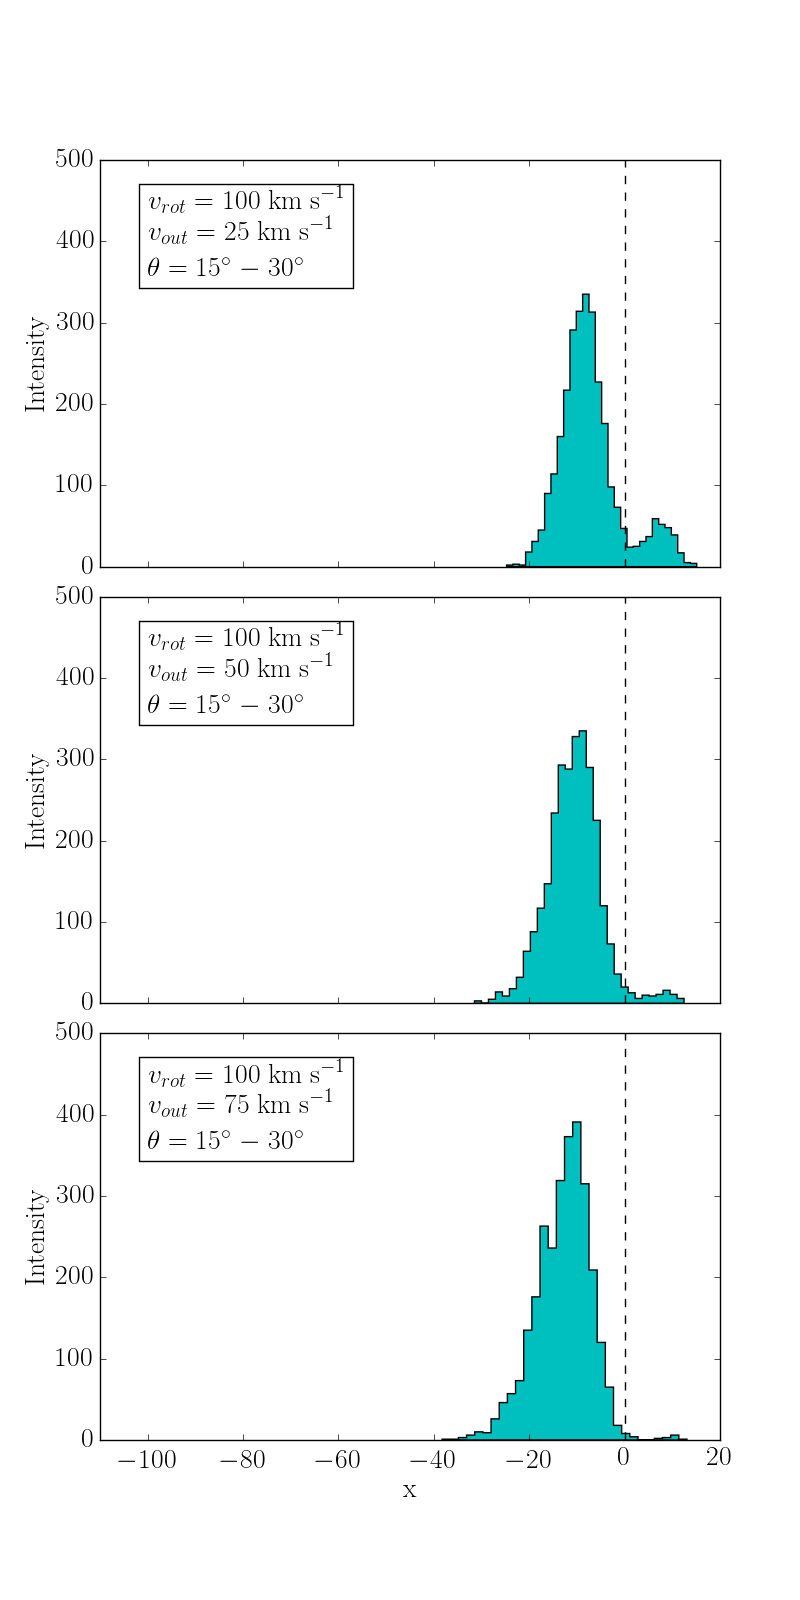 500
400
300
200
100
0
Intensity
v_rot = 100 km s⁻¹
v_out = 25 km s⁻¹
θ = 15° − 30°
500
400
300
200
100
0
Intensity
v_rot = 100 km s⁻¹
v_out = 50 km s⁻¹
θ = 15° − 30°
500
400
300
200
100
0
Intensity
v_rot = 100 km s⁻¹
v_out = 75 km s⁻¹
θ = 15° − 30°
−100 −80 −60 −40 −20 0 20
x